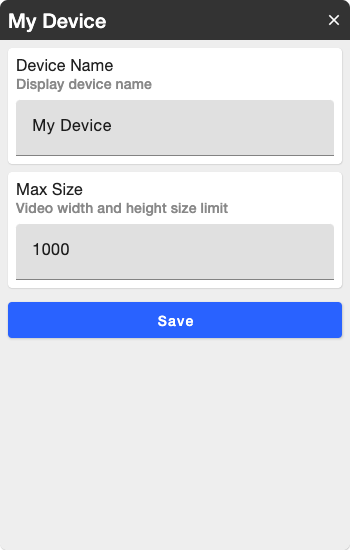 My Device
Device Name
Display device name
My Device
Max Size
Video width and height size limit
1000
Save